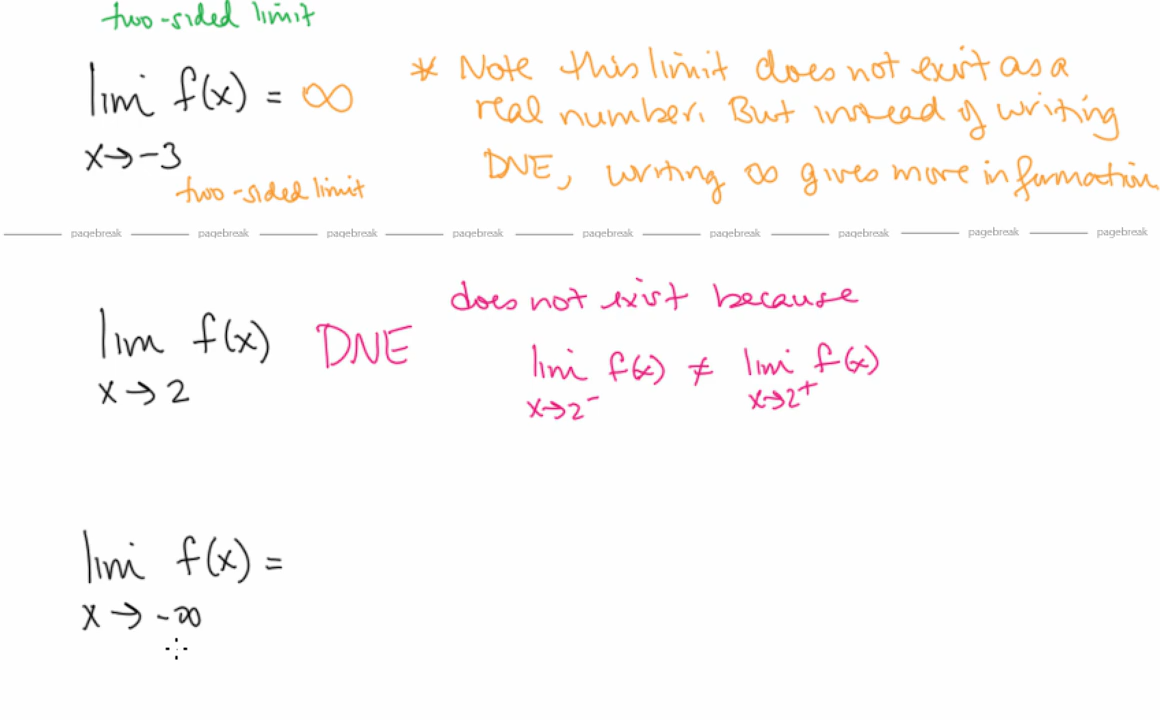 two-sided limit
lim f(x) = ∞
x→-3
two-sided limit
* Note this limit does not exist as a
real number. But instead of writing
DNE, writing ∞ gives more information
pagebreak pagebreak pagebreak pagebreak pagebreak pagebreak pagebreak pagebreak pagebreak
lim f(x) DNE
x→2
does not exist because
lim f(x) ≠ lim f(x)
x→2⁻ x→2⁺
lim f(x) =
x→-∞